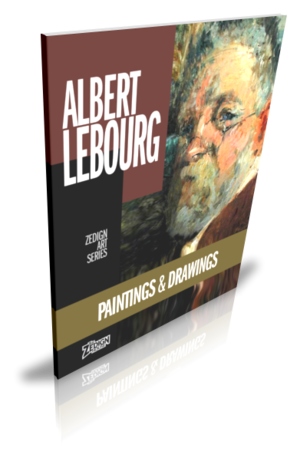 ALBERT
LEBOURG
ZEDIGN
ART
SERIES
PAINTINGS & DRAWINGS
ZEDIGN